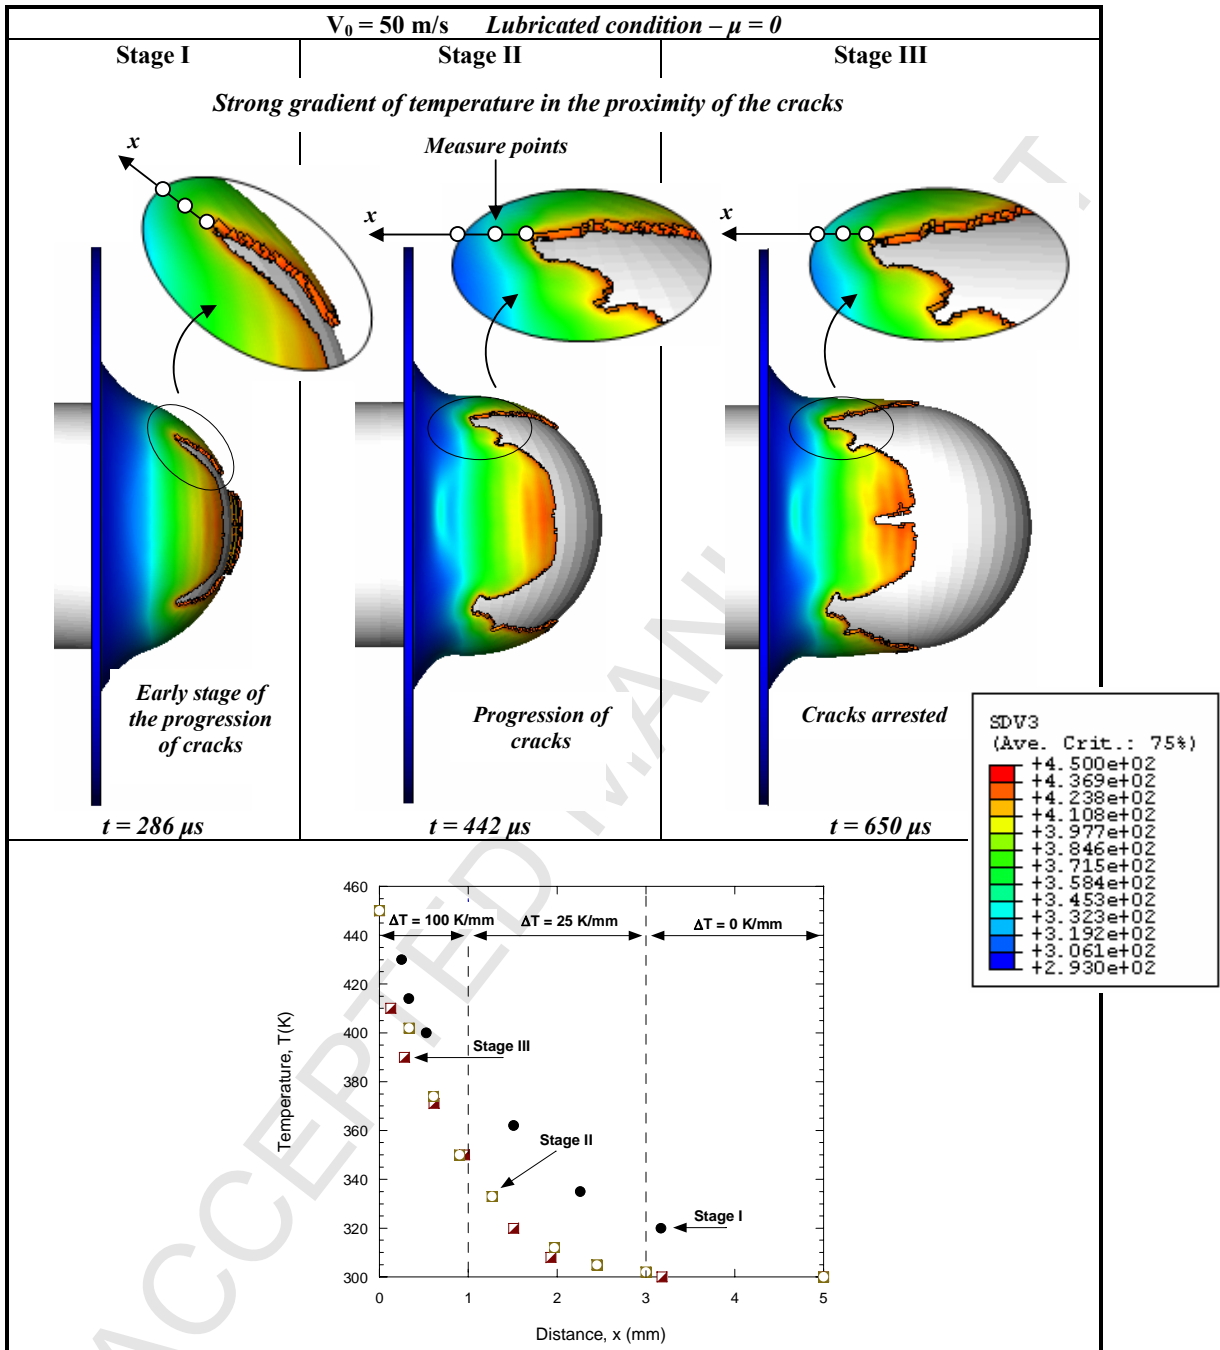 V₀ = 50 m/s Lubricated condition – μ = 0
Stage I
Stage II
Stage III
Strong gradient of temperature in the proximity of the cracks
x
Measure points
x
x
Early stage of
the progression
of cracks
Progression of
cracks
Cracks arrested
t = 286 μs
t = 442 μs
t = 650 μs
SDV3
(Ave. Crit.: 75%)
+4.500e+02
+4.369e+02
+4.238e+02
+4.108e+02
+3.977e+02
+3.846e+02
+3.715e+02
+3.584e+02
+3.453e+02
+3.323e+02
+3.192e+02
+3.061e+02
+2.930e+02
460
440
420
400
380
360
340
320
300
Temperature, T(K)
ΔT = 100 K/mm
ΔT = 25 K/mm
ΔT = 0 K/mm
Stage III
Stage II
Stage I
0 1 2 3 4 5
Distance, x (mm)
ACCEPTED MANUSCRIPT